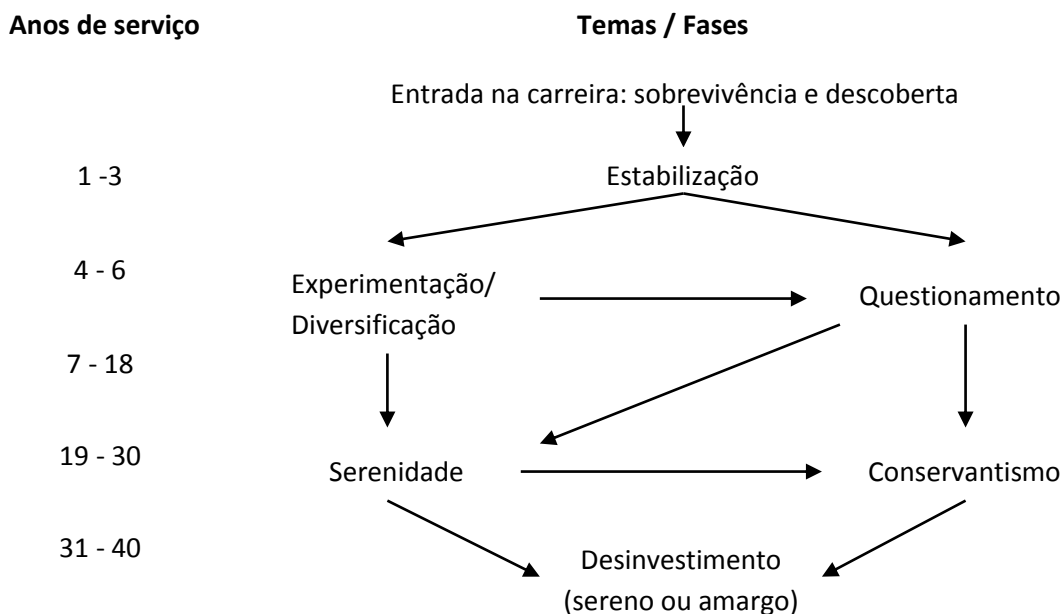 Anos de serviço
Temas / Fases
Entrada na carreira: sobrevivência e descoberta
1 -3
Estabilização
4 - 6
Experimentação/
Diversificação
Questionamento
7 - 18
19 - 30
Serenidade
Conservantismo
31 - 40
Desinvestimento
(sereno ou amargo)